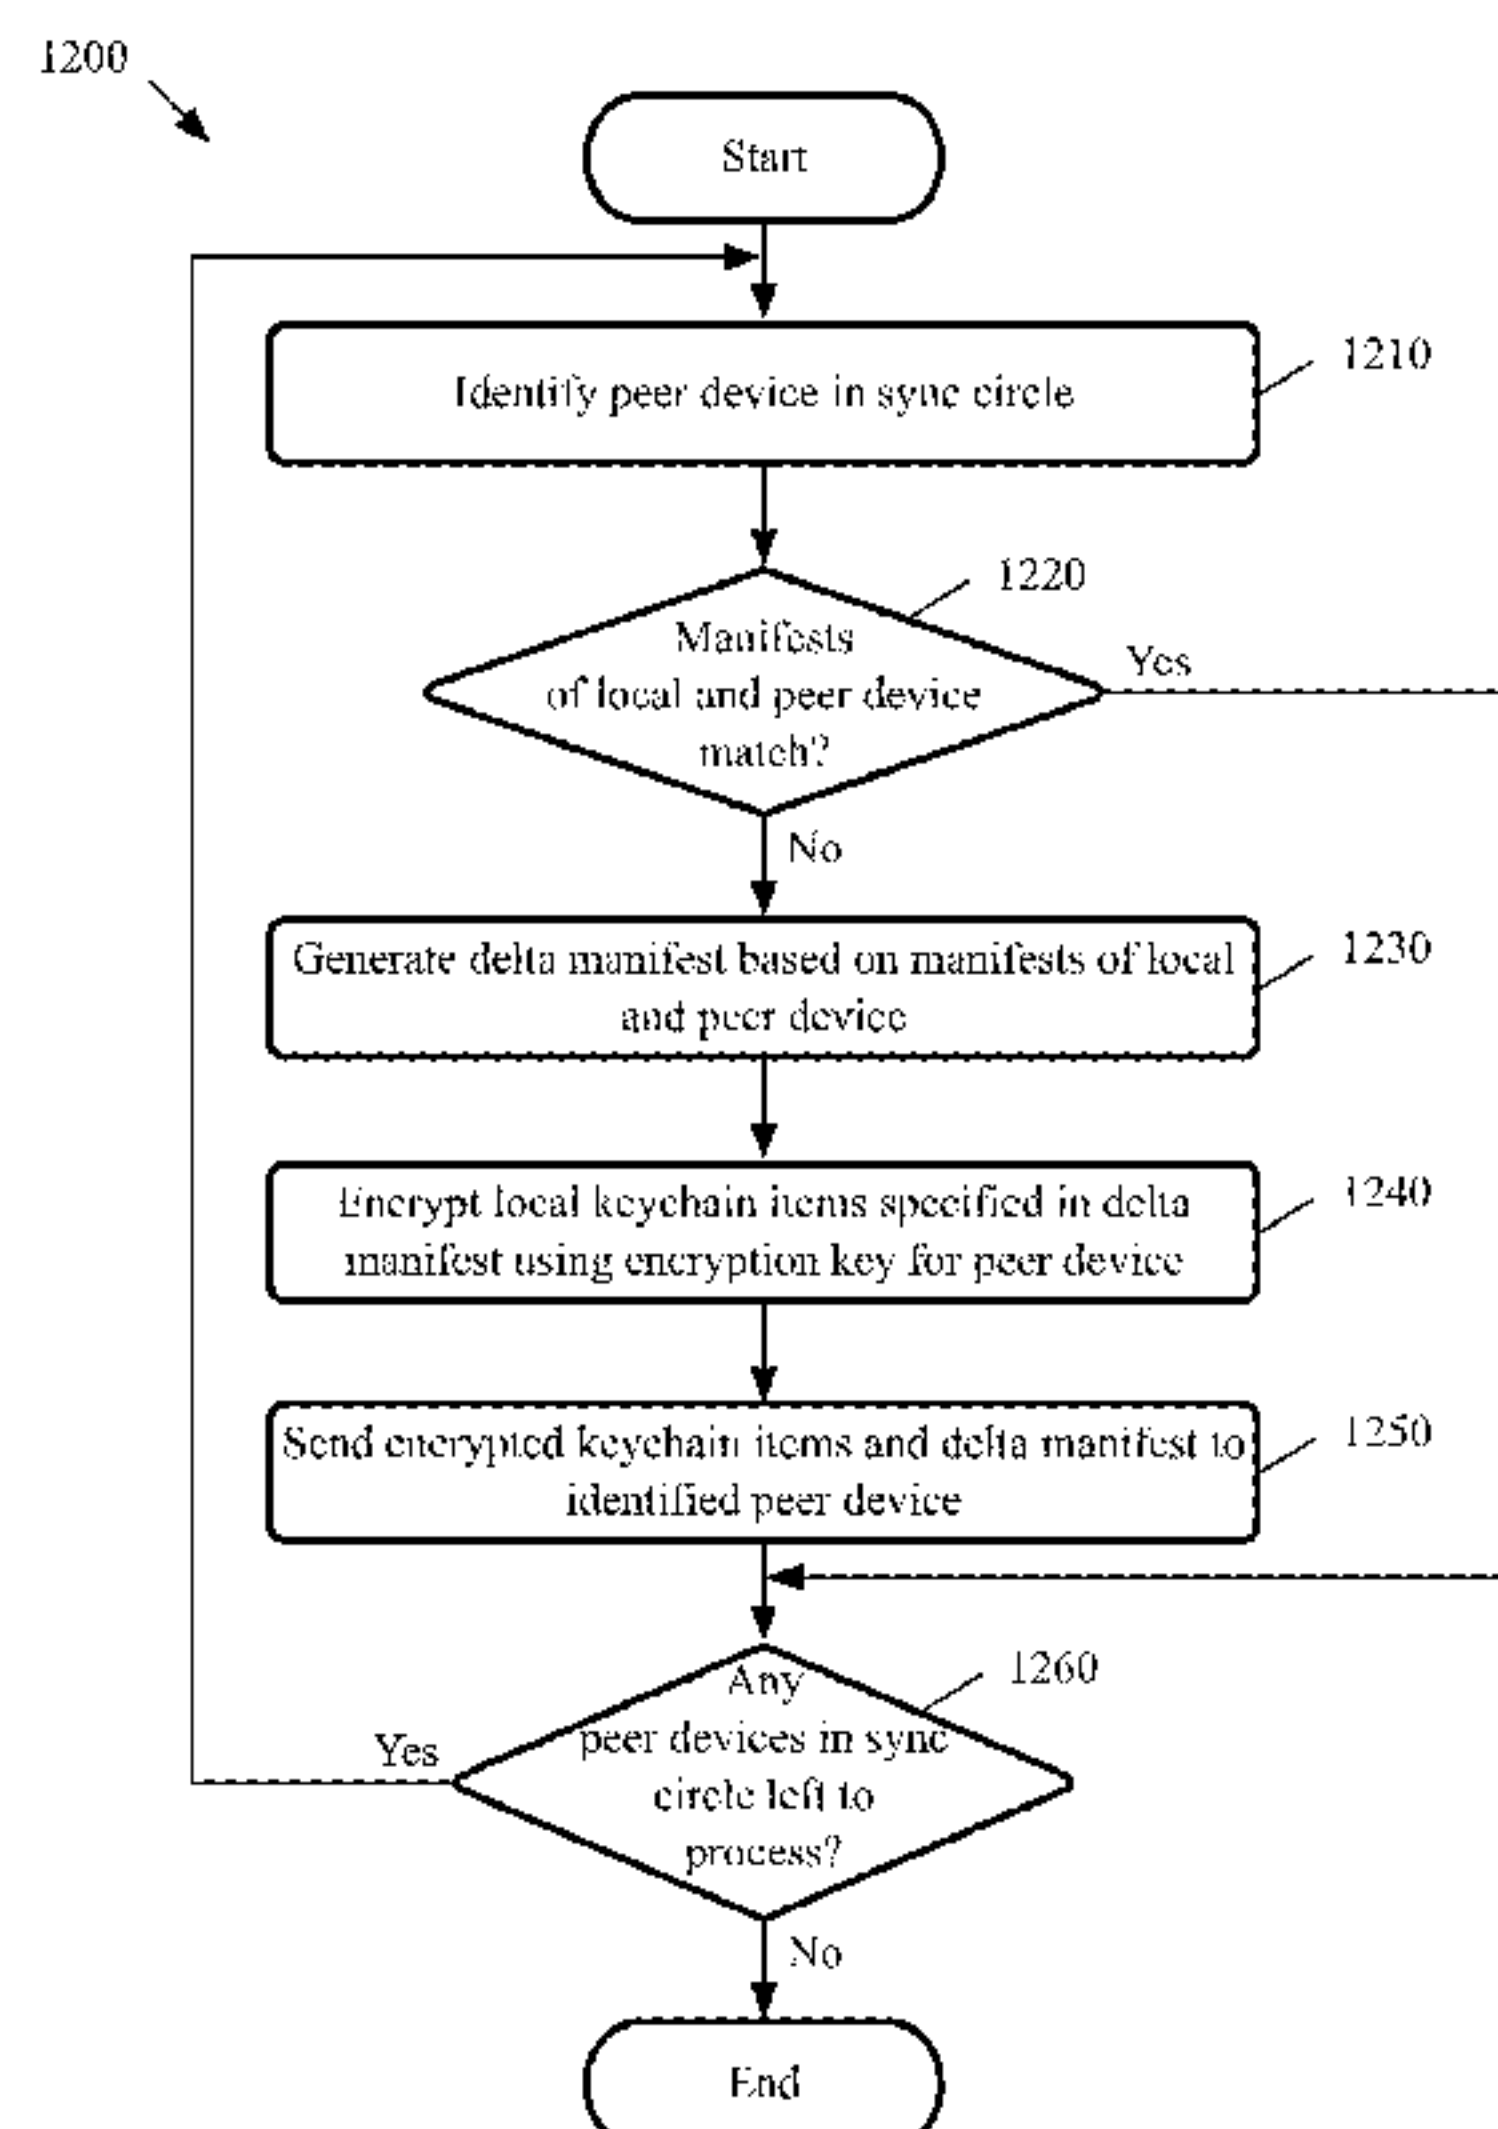 1200
Start
Identify peer device in sync circle
1210
1220
Manifests
of local and peer device
match?
Yes
No
Generate delta manifest based on manifests of local
and peer device
1230
Encrypt local keychain items specified in delta
manifest using encryption key for peer device
1240
Send encrypted keychain items and delta manifest to
identified peer device
1250
1260
Any
peer devices in sync
circle left to
process?
Yes
No
End